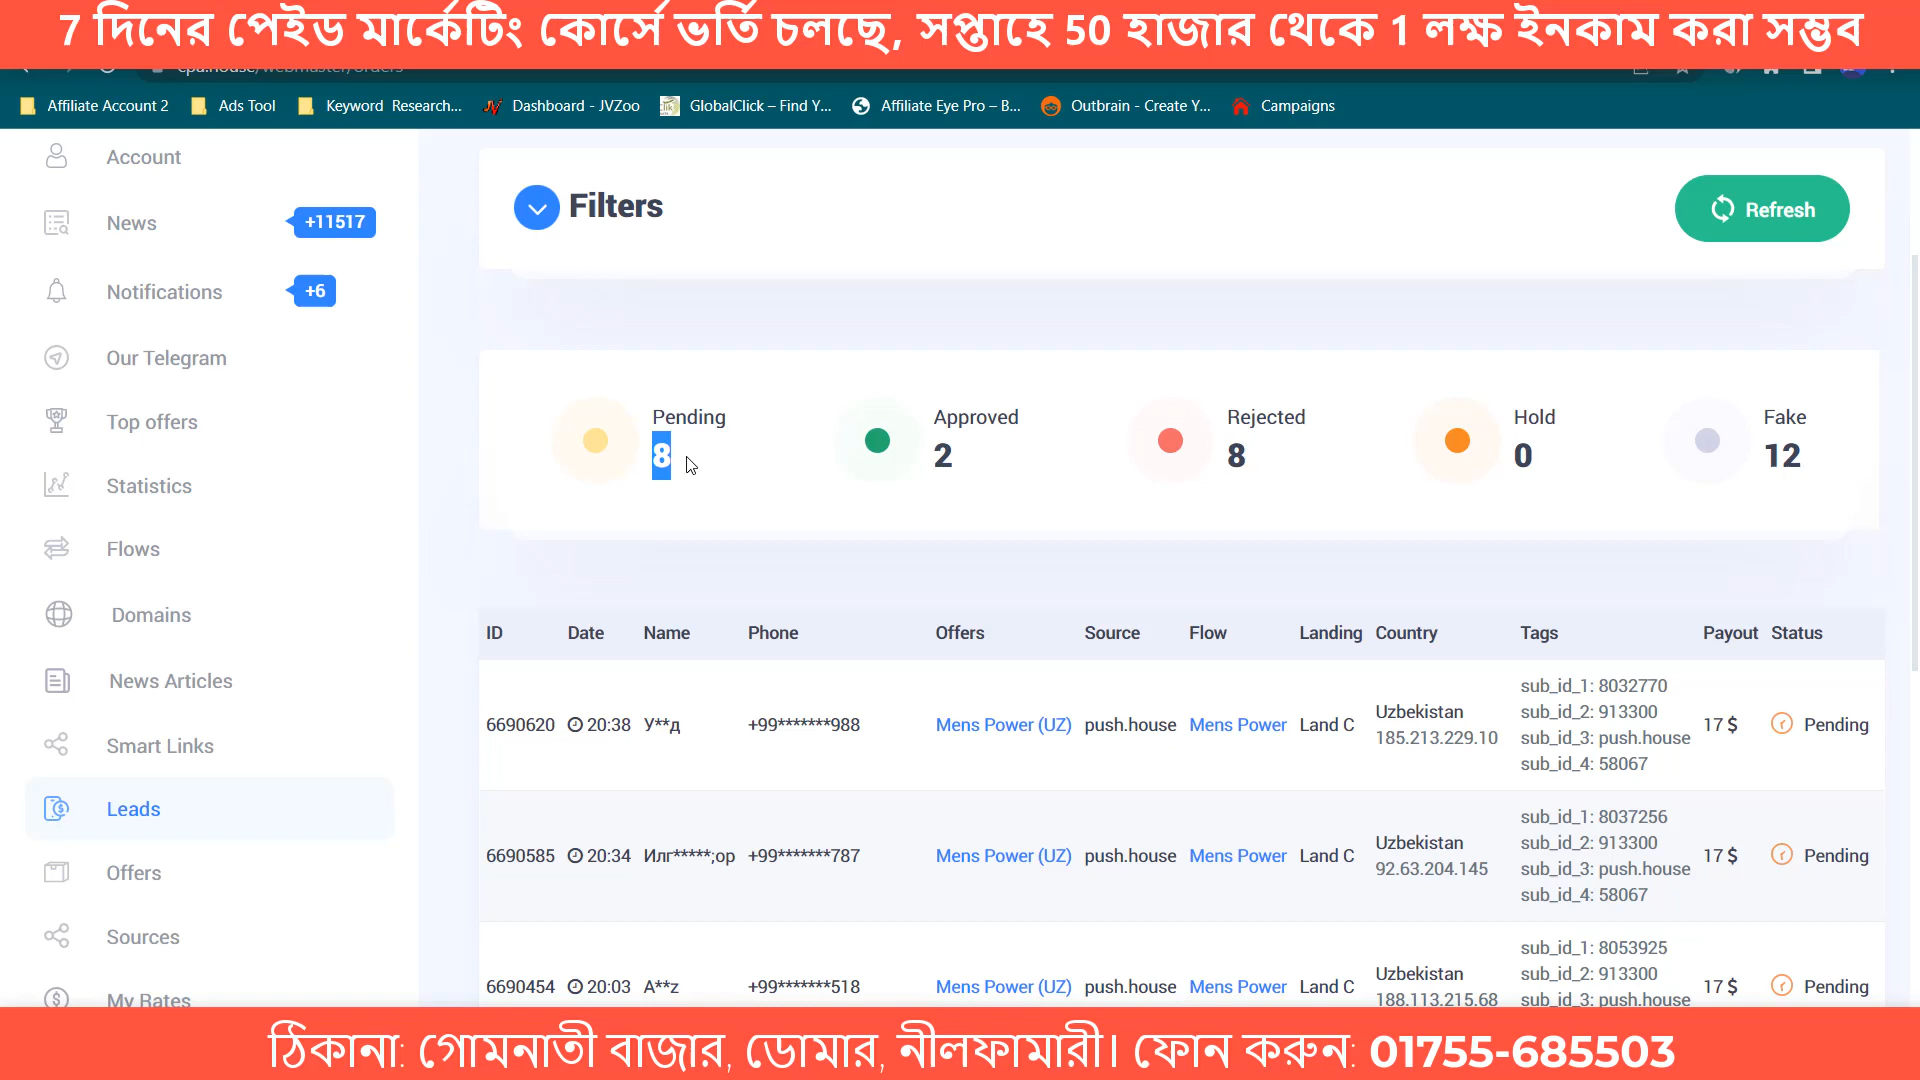 7 দিনের পেইড মার্কেটিং কোর্সে ভর্তি চলছে, সপ্তাহে 50 হাজার থেকে 1 লক্ষ ইনকাম করা সম্ভব
cpa.house/webmaster/orders
Affiliate Account 2 Ads Tool Keyword Research... Dashboard - JVZoo GlobalClick – Find Y... Affiliate Eye Pro – B... Outbrain - Create Y... Campaigns
Account
News +11517
Notifications +6
Our Telegram
Top offers
Statistics
Flows
Domains
News Articles
Smart Links
Leads
Offers
Sources
My Rates
Filters
Refresh
Pending Approved Rejected Hold Fake
8 2 8 0 12
ID Date Name Phone Offers Source Flow Landing Country Tags Payout Status
sub_id_1: 8032770
6690620 20:38 У**д +99*******988 Mens Power (UZ) push.house Mens Power Land C Uzbekistan 185.213.229.10 17 $ Pending
sub_id_2: 913300
sub_id_3: push.house
sub_id_4: 58067
sub_id_1: 8037256
6690585 20:34 Илг*****;ор +99*******787 Mens Power (UZ) push.house Mens Power Land C Uzbekistan 92.63.204.145 17 $ Pending
sub_id_2: 913300
sub_id_3: push.house
sub_id_4: 58067
sub_id_1: 8053925
6690454 20:03 A**z +99*******518 Mens Power (UZ) push.house Mens Power Land C Uzbekistan 188.113.215.68 17 $ Pending
sub_id_2: 913300
sub_id_3: push.house
ঠিকানা: গোমনাতী বাজার, ডোমার, নীলফামারী। ফোন করুন: 01755-685503